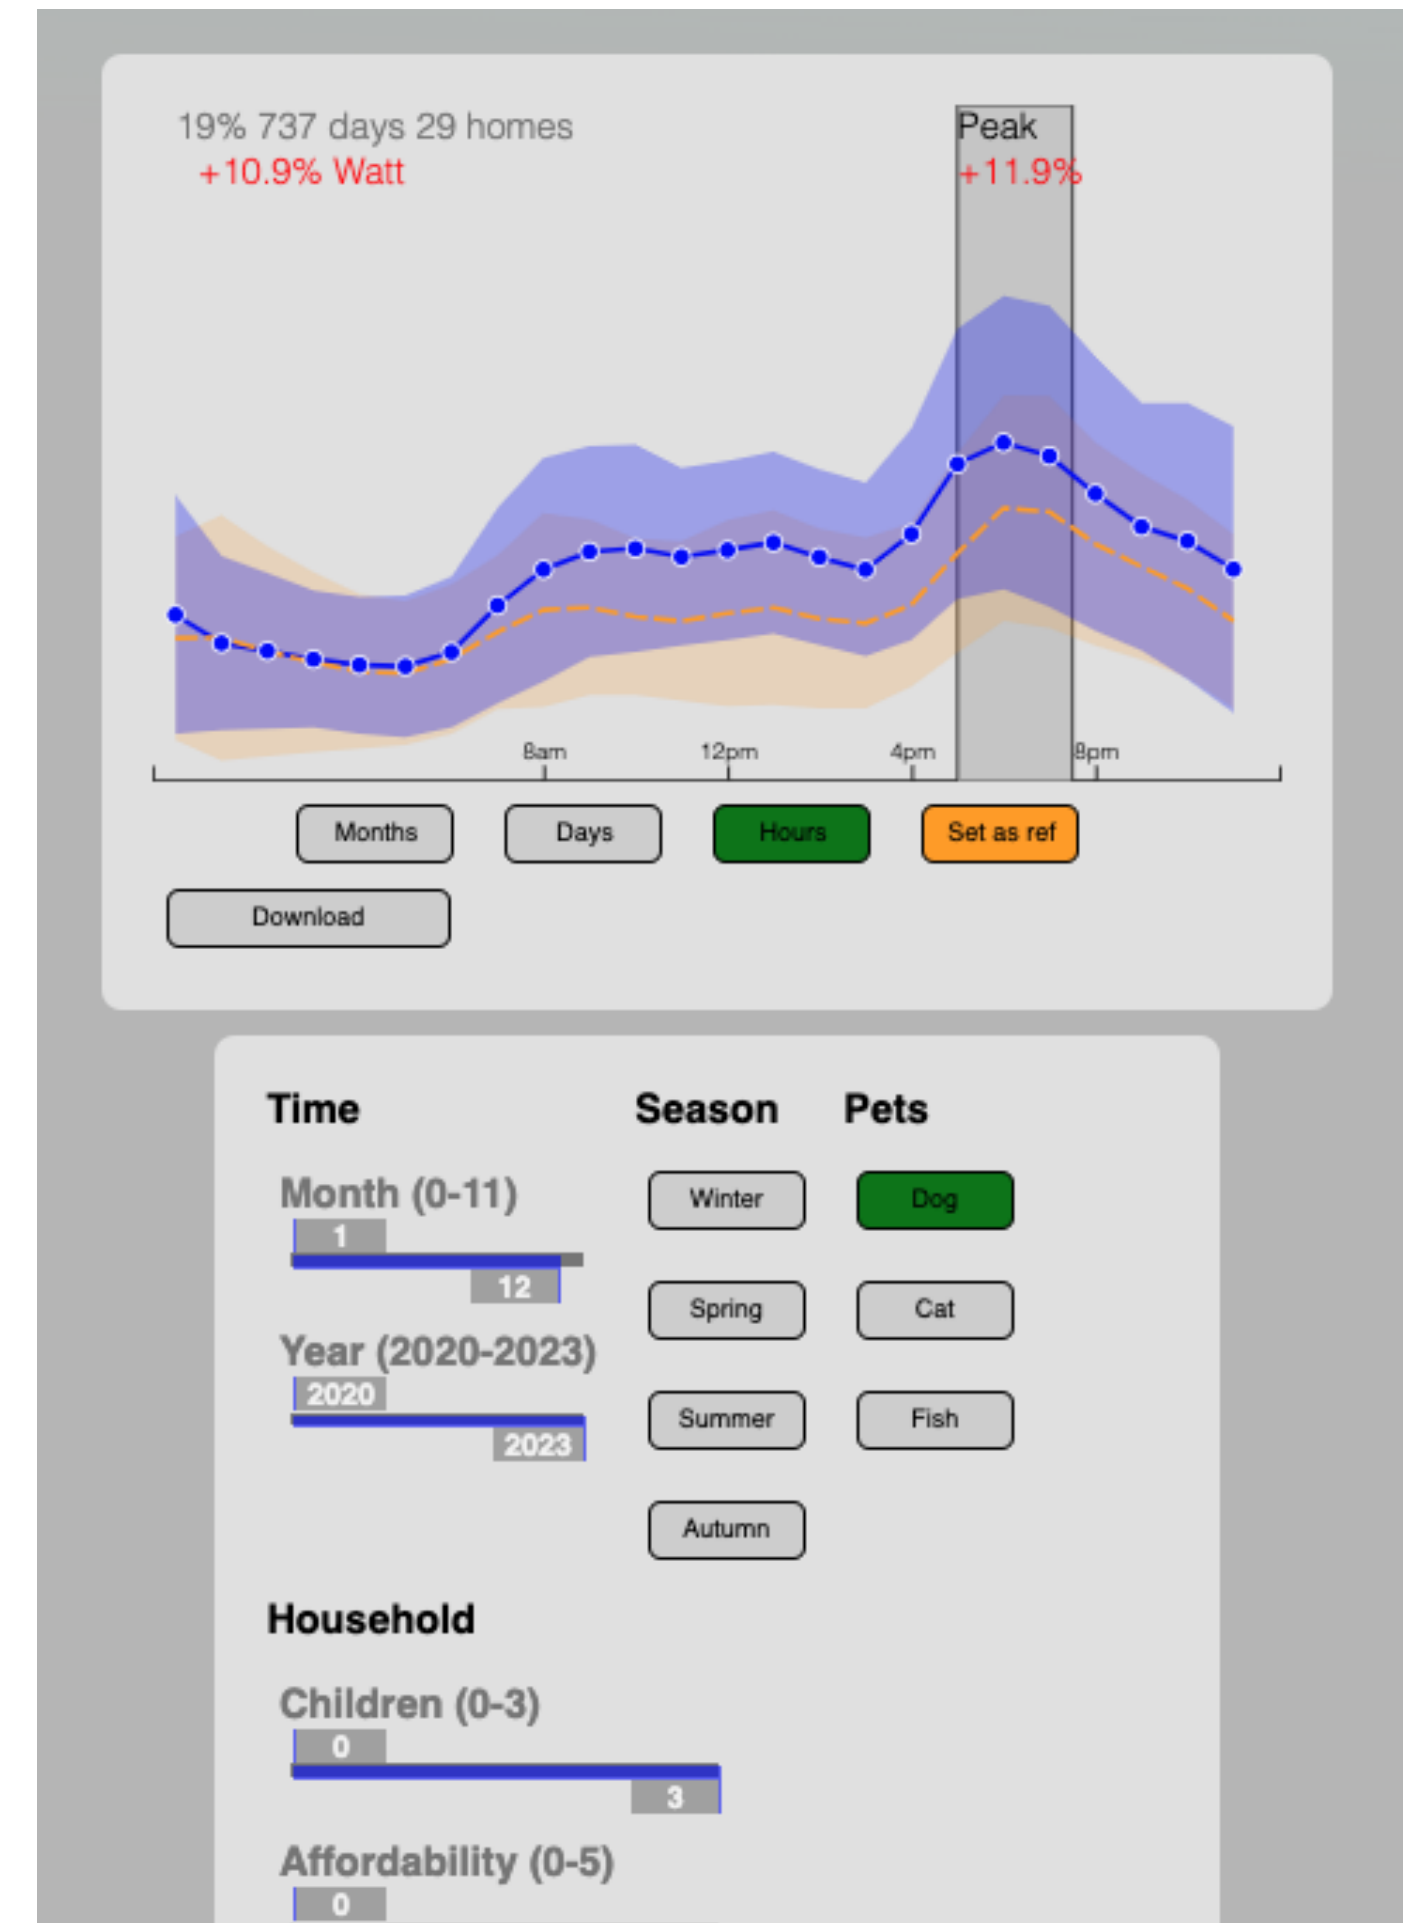 19% 737 days 29 homes
+10.9% Watt
Peak
+11.9%
8am 12pm 4pm 8pm
Months Days Hours Set as ref
Download
Time Season Pets
Month (0-11)
1
12
Winter Dog
Spring Cat
Year (2020-2023)
2020
2023
Summer Fish
Autumn
Household
Children (0-3)
0
3
Affordability (0-5)
0